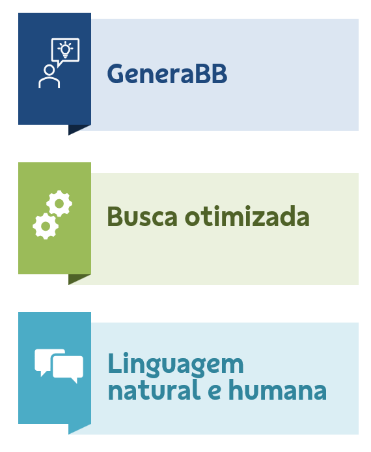 GeneraBB
Busca otimizada
Linguagem
natural e humana